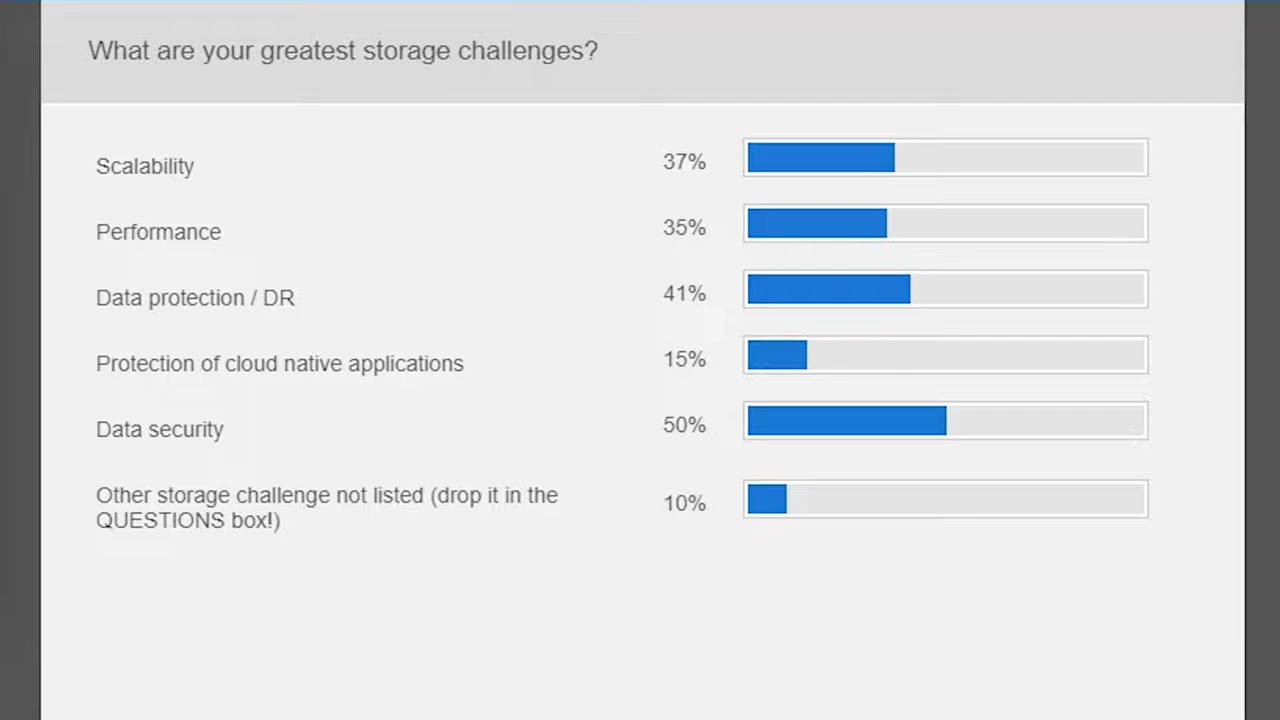 What are your greatest storage challenges?
Scalability 37%
Performance 35%
Data protection / DR 41%
Protection of cloud native applications 15%
Data security 50%
Other storage challenge not listed (drop it in the 10%
QUESTIONS box!)